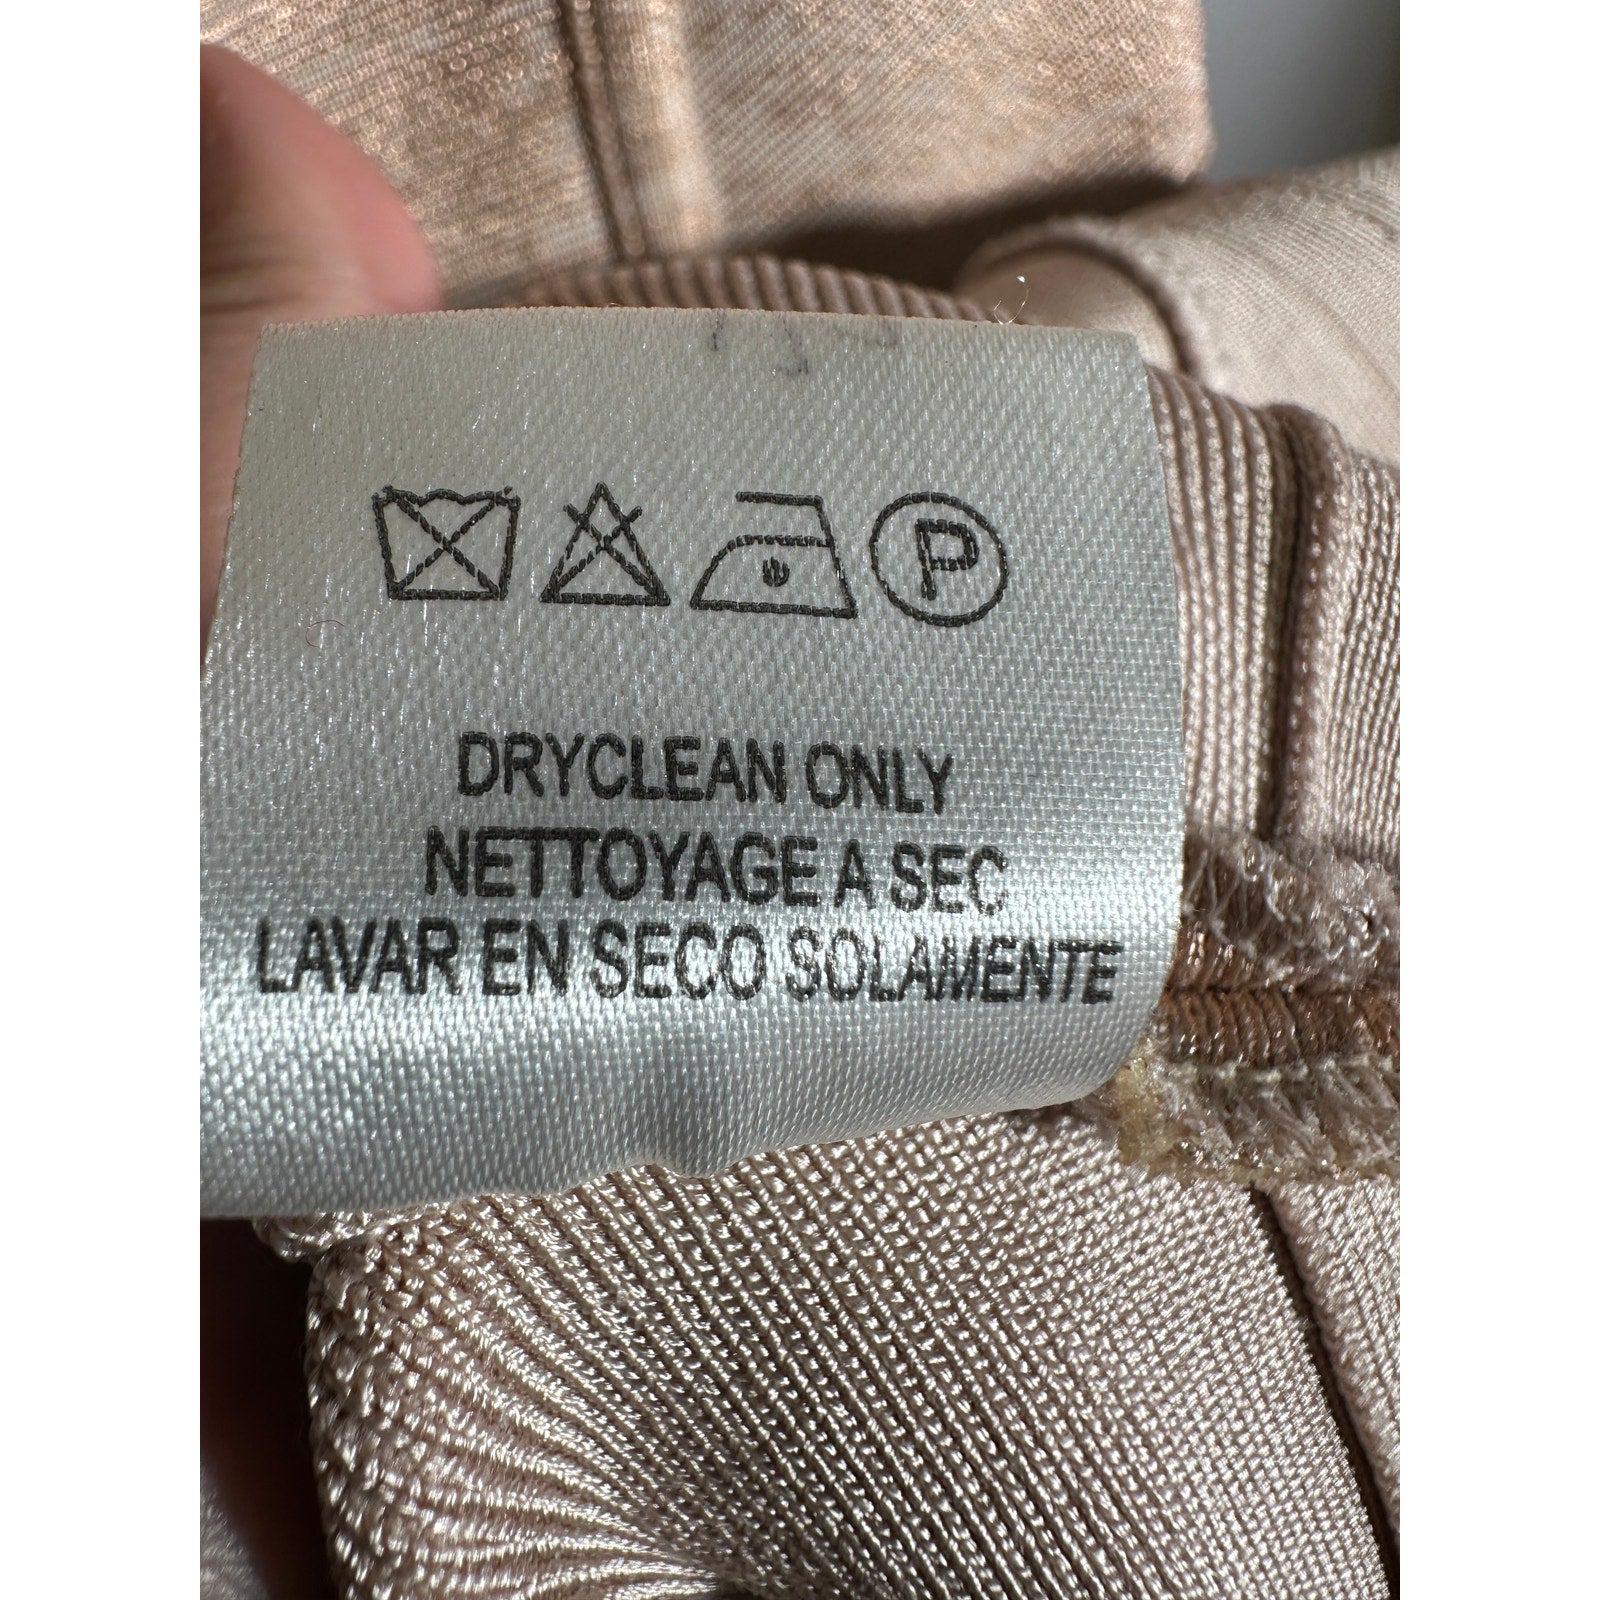 P
DRYCLEAN ONLY
NETTOYAGE A SEC
LAVAR EN SECO SOLAMENTE